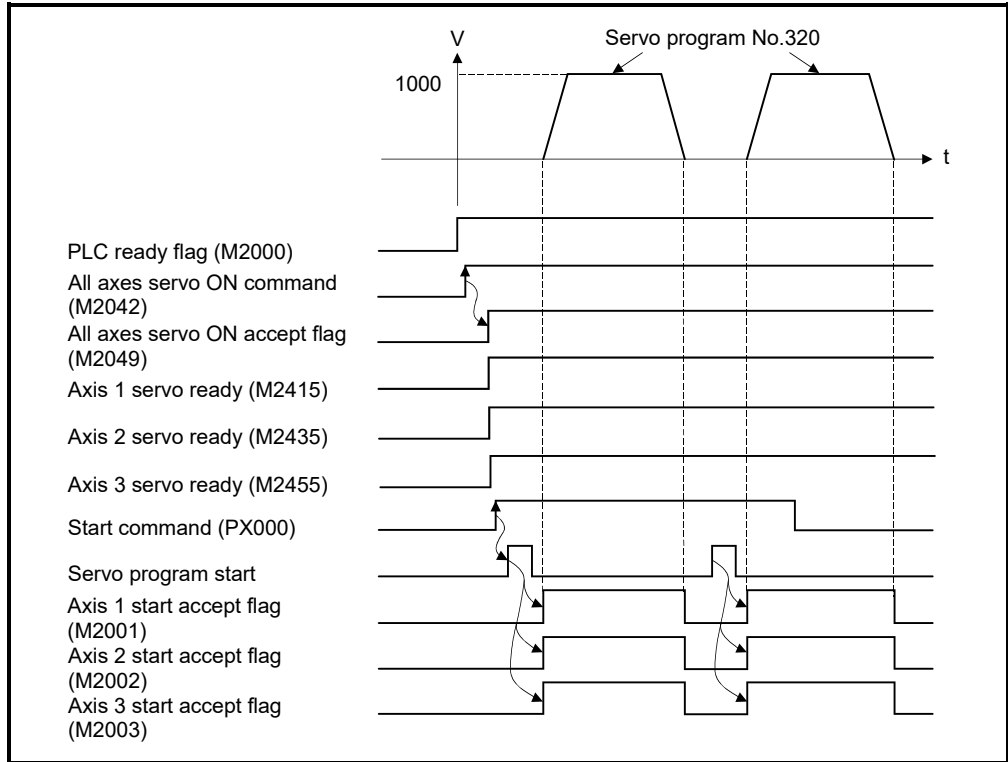 V
Servo program No.320
1000
t
PLC ready flag (M2000)
All axes servo ON command
(M2042)
All axes servo ON accept flag
(M2049)
Axis 1 servo ready (M2415)
Axis 2 servo ready (M2435)
Axis 3 servo ready (M2455)
Start command (PX000)
Servo program start
Axis 1 start accept flag
(M2001)
Axis 2 start accept flag
(M2002)
Axis 3 start accept flag
(M2003)